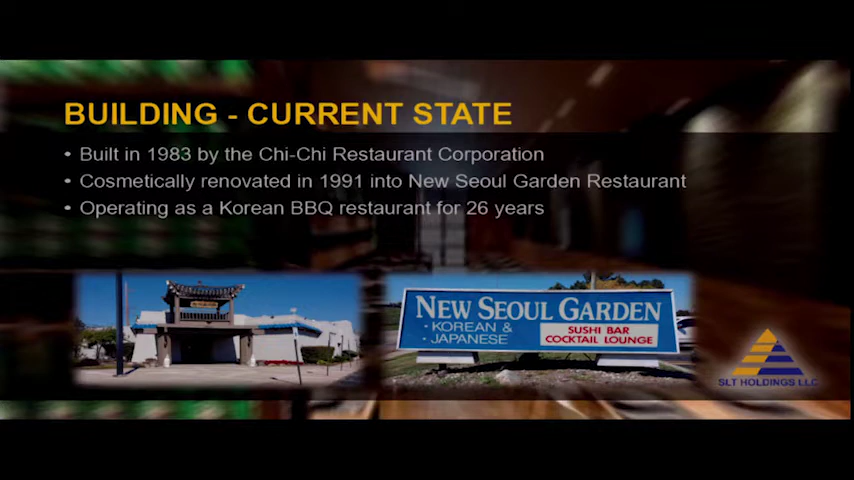 BUILDING - CURRENT STATE
• Built in 1983 by the Chi-Chi Restaurant Corporation
• Cosmetically renovated in 1991 into New Seoul Garden Restaurant
• Operating as a Korean BBQ restaurant for 26 years
NEW SEOUL GARDEN
• KOREAN &
• JAPANESE
SUSHI BAR
COCKTAIL LOUNGE
SLT HOLDINGS LLC